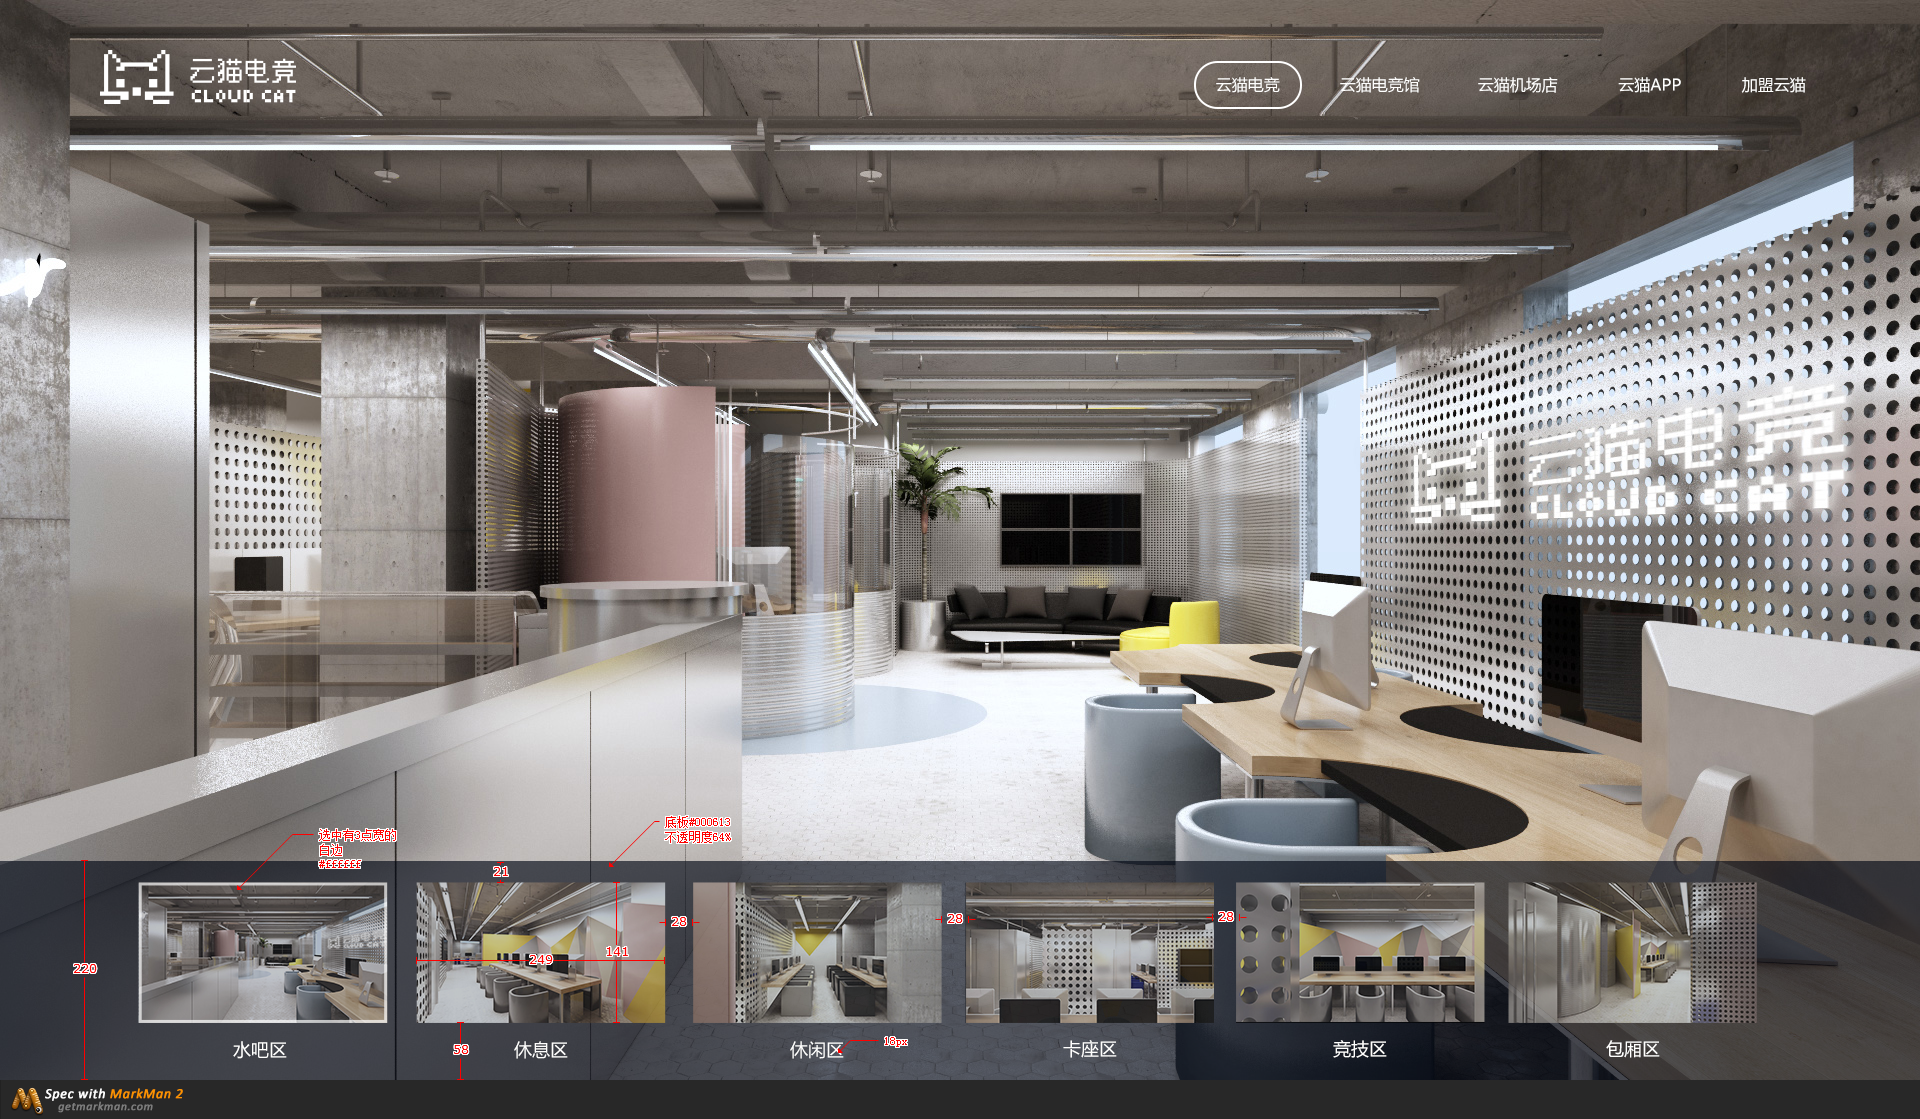 云猫电竞
CLOUD CAT
云猫电竞
云猫电竞馆
云猫机场店
云猫APP
加盟云猫
云猫电竞
CLOUD CAT
选中有3点宽的
白边
#ffffff
底板#000613
不透明度64%
21
28
28
28
249
141
220
58
18px
水吧区
休息区
休闲区
卡座区
竞技区
包厢区
Spec with MarkMan 2
getmarkman.com